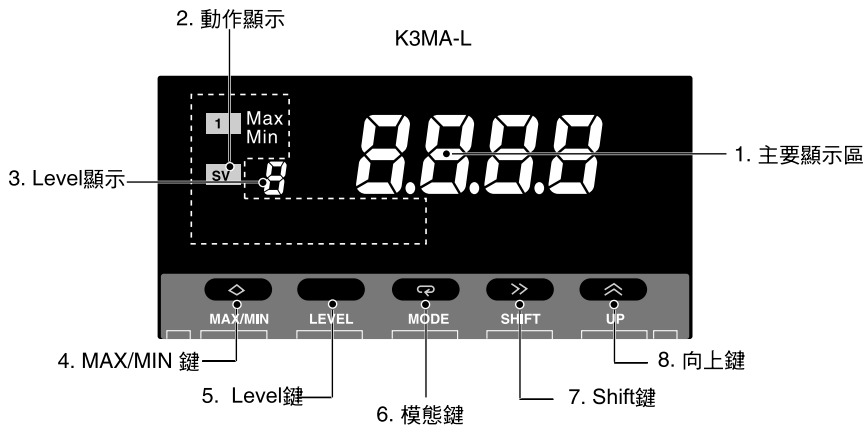 2. 動作顯示
K3MA-L
1 Max
Min
8.8.8.8
1. 主要顯示區
SV 8
3. Level顯示
MAX/MIN LEVEL MODE SHIFT UP
4. MAX/MIN 鍵
8. 向上鍵
5. Level鍵
7. Shift鍵
6. 模態鍵